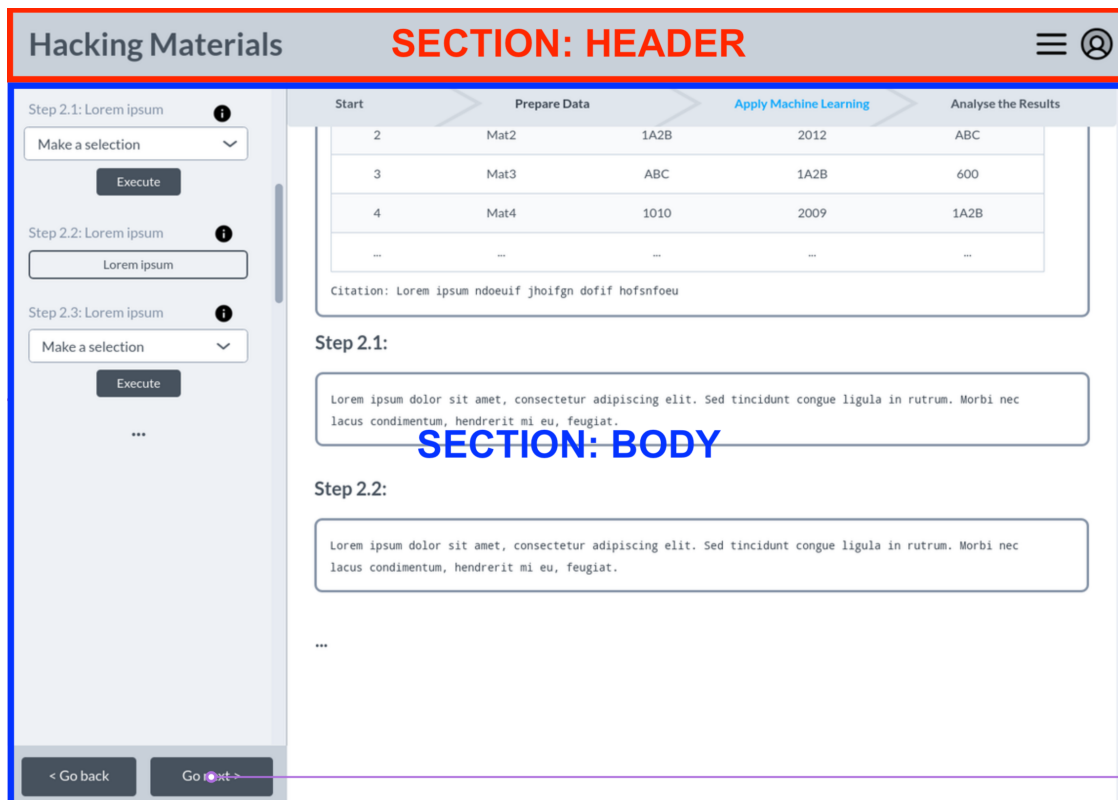 Hacking Materials
SECTION: HEADER
Step 2.1: Lorem ipsum
Make a selection
Execute
Step 2.2: Lorem ipsum
Lorem ipsum
Step 2.3: Lorem ipsum
Make a selection
Execute
...
< Go back
Go next >
Start Prepare Data Apply Machine Learning Analyse the Results
2 Mat2 1A2B 2012 ABC
3 Mat3 ABC 1A2B 600
4 Mat4 1010 2009 1A2B
... ... ... ... ...
Citation: Lorem ipsum ndoeuif jhoifgn dofif hofsnfoeu
Step 2.1:
Lorem ipsum dolor sit amet, consectetur adipiscing elit. Sed tincidunt congue ligula in rutrum. Morbi nec
lacus condimentum, hendrerit mi eu, feugiat.
SECTION: BODY
Step 2.2:
Lorem ipsum dolor sit amet, consectetur adipiscing elit. Sed tincidunt congue ligula in rutrum. Morbi nec
lacus condimentum, hendrerit mi eu, feugiat.
...